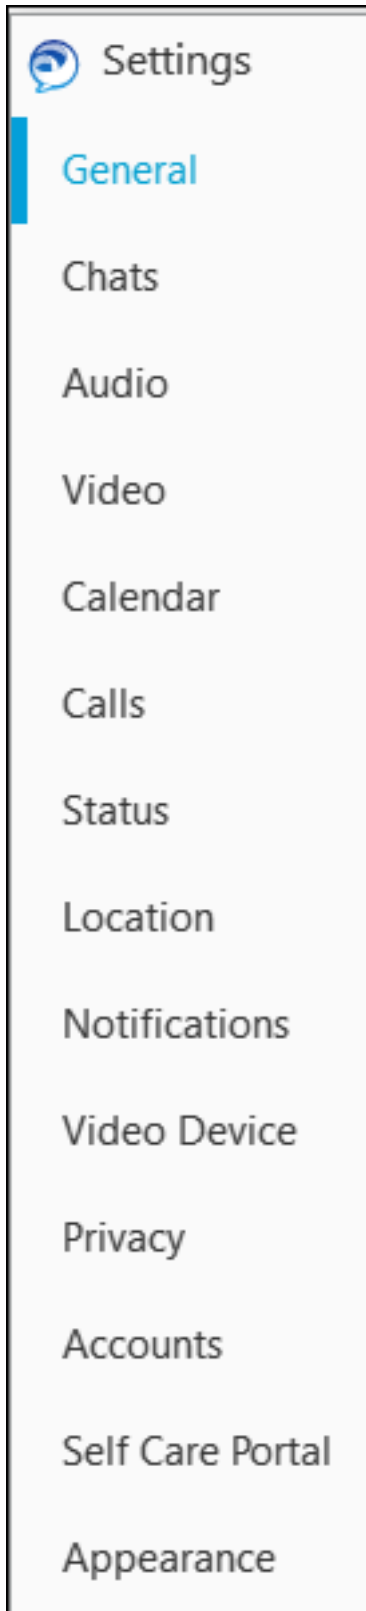 Settings
General
Chats
Audio
Video
Calendar
Calls
Status
Location
Notifications
Video Device
Privacy
Accounts
Self Care Portal
Appearance